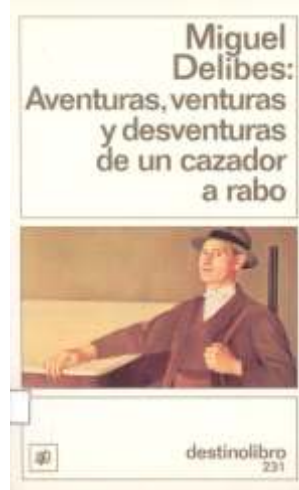 Miguel
Delibes:
Aventuras, venturas
y desventuras
de un cazador
a rabo
destinolibro
231